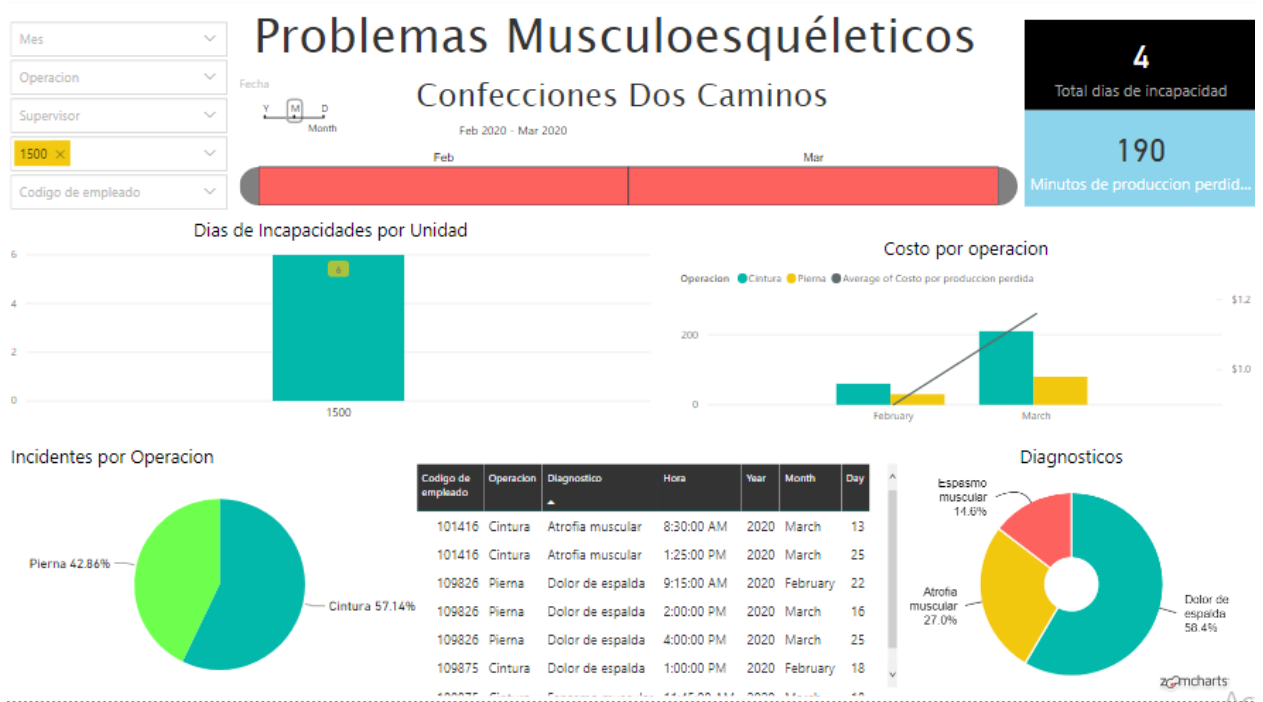 Problemas Musculoesquéleticos
Confecciones Dos Caminos
Mes
Operacion
Supervisor
1500 ×
Codigo de empleado
Fecha
Y M D
Month
Feb 2020 - Mar 2020
Feb Mar
4
Total dias de incapacidad
190
Minutos de produccion perdid...
Dias de Incapacidades por Unidad
6
4
2
0
6
1500
Costo por operacion
Operacion Cintura Pierna Average of Costo por produccion perdida
200
0
$1.2
$1.0
February March
Incidentes por Operacion
Pierna 42.86%
Cintura 57.14%
Codigo de empleado Operacion Diagnostico Hora Year Month Day
101416 Cintura Atrofia muscular 8:30:00 AM 2020 March 13
101416 Cintura Atrofia muscular 1:25:00 PM 2020 March 25
109826 Pierna Dolor de espalda 9:15:00 AM 2020 February 22
109826 Pierna Dolor de espalda 2:00:00 PM 2020 March 16
109826 Pierna Dolor de espalda 4:00:00 PM 2020 March 25
109875 Cintura Dolor de espalda 1:00:00 PM 2020 February 18
Diagnosticos
Espasmo
muscular
14.6%
Atrofia
muscular
27.0%
Dolor de
espalda
58.4%
zoomcharts